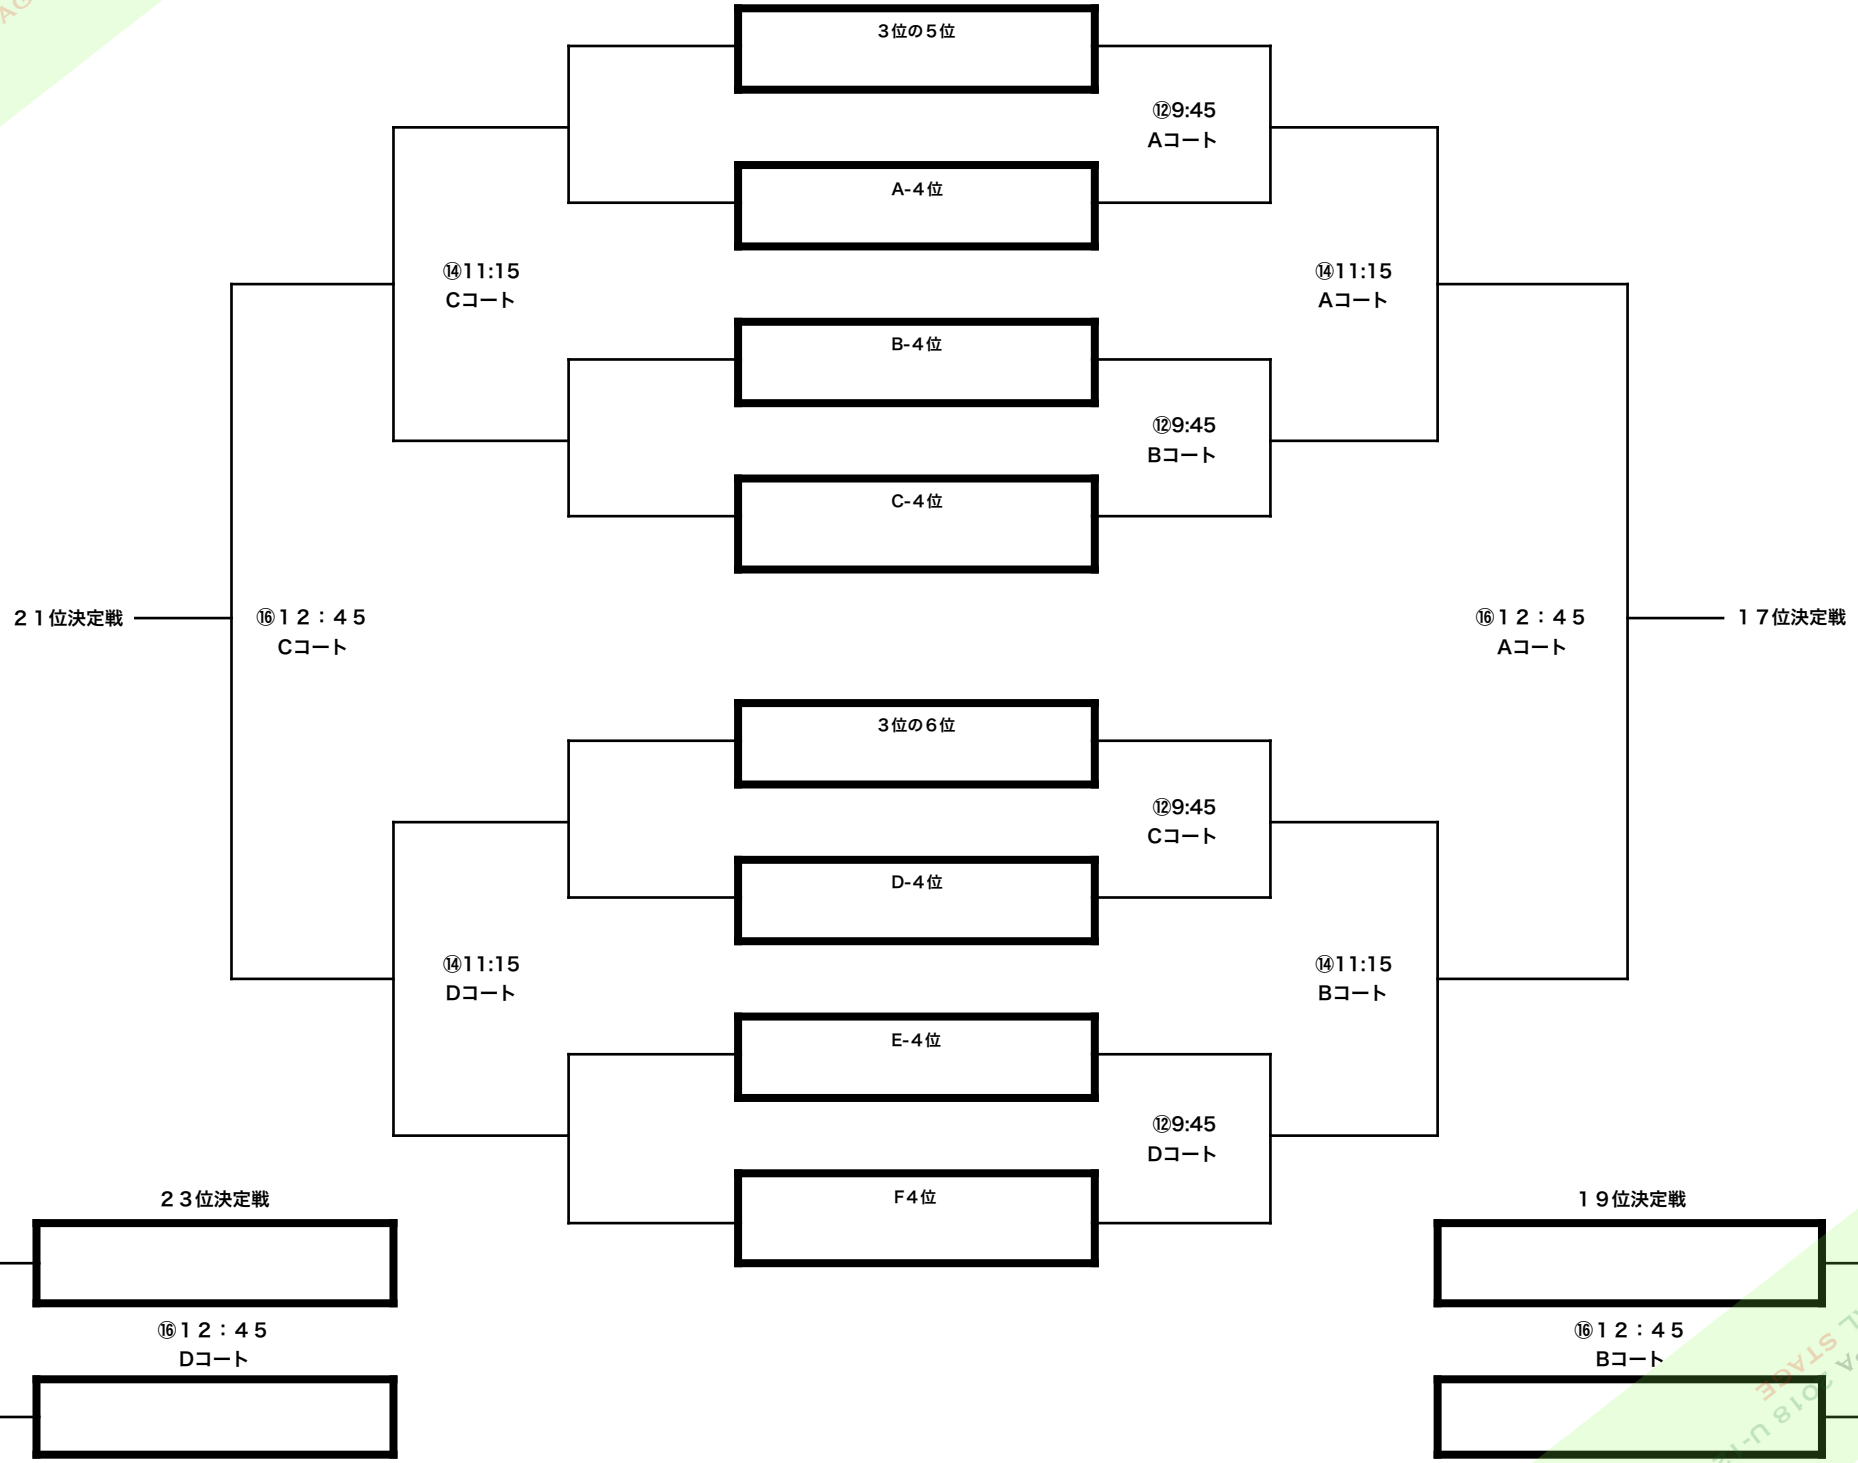 3位の5位
⑫9:45
Aコート
A-4位
⑭11:15
Cコート
⑭11:15
Aコート
B-4位
⑫9:45
Bコート
C-4位
21位決定戦
⑯12：45
Cコート
⑯12：45
Aコート
17位決定戦
3位の6位
⑫9:45
Cコート
D-4位
⑭11:15
Dコート
⑭11:15
Bコート
E-4位
⑫9:45
Dコート
F4位
23位決定戦
19位決定戦
⑯12：45
Dコート
⑯12：45
Bコート
STAGE
2018 U-